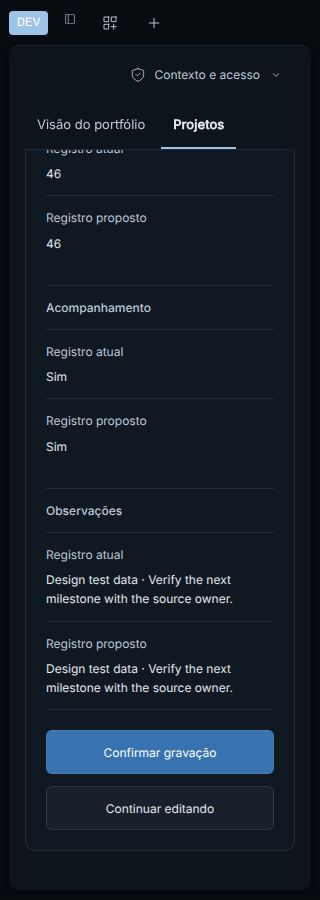 DEV
Contexto e acesso
Visão do portfólio
Projetos
Registro atual
46
Registro proposto
46
Acompanhamento
Registro atual
Sim
Registro proposto
Sim
Observações
Registro atual
Design test data · Verify the next
milestone with the source owner.
Registro proposto
Design test data · Verify the next
milestone with the source owner.
Confirmar gravação
Continuar editando